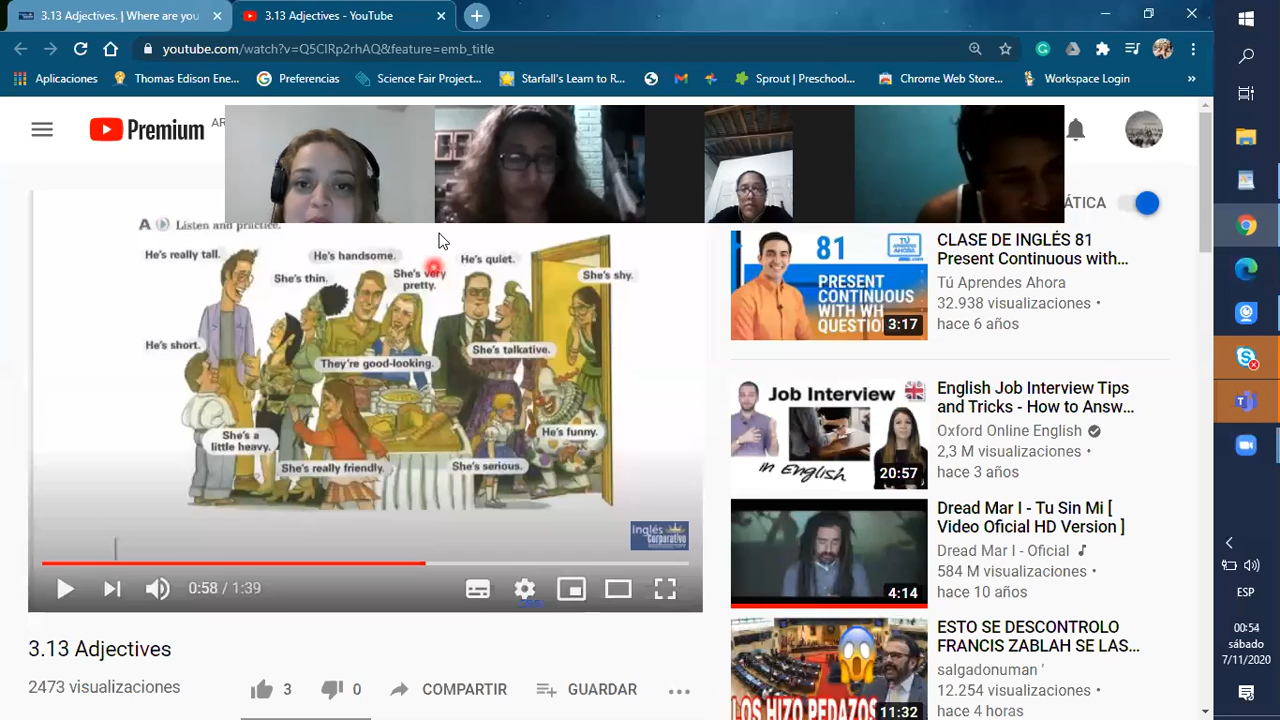 3.13 Adjectives. | Where are you
3.13 Adjectives - YouTube
youtube.com/watch?v=Q5CIRp2rhAQ&feature=emb_title
Aplicaciones
Thomas Edison Ene...
Preferencias
Science Fair Project...
Starfall's Learn to R...
Sprout | Preschool...
Chrome Web Store...
Workspace Login
»
Premium AR
ÁTICA
A Listen and practice.
He's really tall.
He's handsome.
She's thin.
She's very
pretty.
He's quiet.
She's shy.
He's short.
They're good-looking.
She's talkative.
She's a
little heavy.
He's funny.
She's really friendly.
She's serious.
Inglés
Corporativo
0:58 / 1:39
3.13 Adjectives
2473 visualizaciones
3
0
COMPARTIR
GUARDAR
81
TÚ
APRENDES
AHORA
PRESENT
CONTINUOUS
WITH WH
QUESTION
3:17
CLASE DE INGLÉS 81
Present Continuous with...
Tú Aprendes Ahora
32.938 visualizaciones •
hace 6 años
Job Interview
in ENGLISH
20:57
English Job Interview Tips
and Tricks - How to Answ...
Oxford Online English
2,3 M visualizaciones •
hace 3 años
4:14
Dread Mar I - Tu Sin Mi [
Video Oficial HD Version ]
Dread Mar I - Oficial
584 M visualizaciones •
hace 10 años
LOS HIZO PEDAZOS
11:32
ESTO SE DESCONTROLO
FRANCIS ZABLAH SE LAS...
salgadonuman '
12.254 visualizaciones •
hace 4 horas
ESP
00:54
sábado
7/11/2020